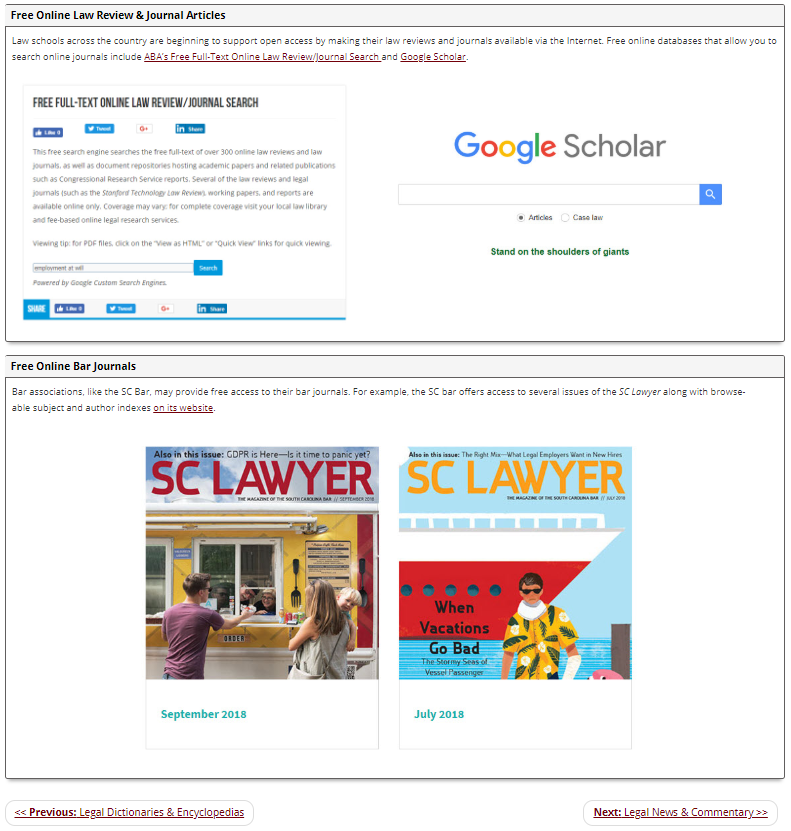 Free Online Law Review & Journal Articles
Law schools across the country are beginning to support open access by making their law reviews and journals available via the Internet. Free online databases that allow you to
search online journals include ABA's Free Full-Text Online Law Review/Journal Search and Google Scholar.
FREE FULL-TEXT ONLINE LAW REVIEW/JOURNAL SEARCH
Like 0 Tweet G+ in Share
This free search engine searches the free full-text of over 300 online law reviews and law
journals, as well as document repositories hosting academic papers and related publications
such as Congressional Research Service reports. Several of the law reviews and legal
journals (such as the Stanford Technology Law Review), working papers, and reports are
available online only. Coverage may vary: for complete coverage visit your local law library
and fee-based online legal research services.
Viewing tip: for PDF files, click on the "View as HTML" or "Quick View" links for quick viewing.
employment at will Search
Powered by Google Custom Search Engines.
SHARE Like 0 Tweet G+ in Share
Google Scholar
Articles Case law
Stand on the shoulders of giants
Free Online Bar Journals
Bar associations, like the SC Bar, may provide free access to their bar journals. For example, the SC bar offers access to several issues of the SC Lawyer along with browse-
able subject and author indexes on its website.
Also in this issue: GDPR is Here—Is it time to panic yet?
SC LAWYER
THE MAGAZINE OF THE SOUTH CAROLINA BAR // SEPTEMBER 2018
ORDER
September 2018
Also in this issue: The Right Mix—What Legal Employers Want in New Hires
SC LAWYER
THE MAGAZINE OF THE SOUTH CAROLINA BAR // JULY 2018
When
Vacations
Go Bad
The Stormy Seas of
Vessel Passenger
July 2018
<< Previous: Legal Dictionaries & Encyclopedias
Next: Legal News & Commentary >>